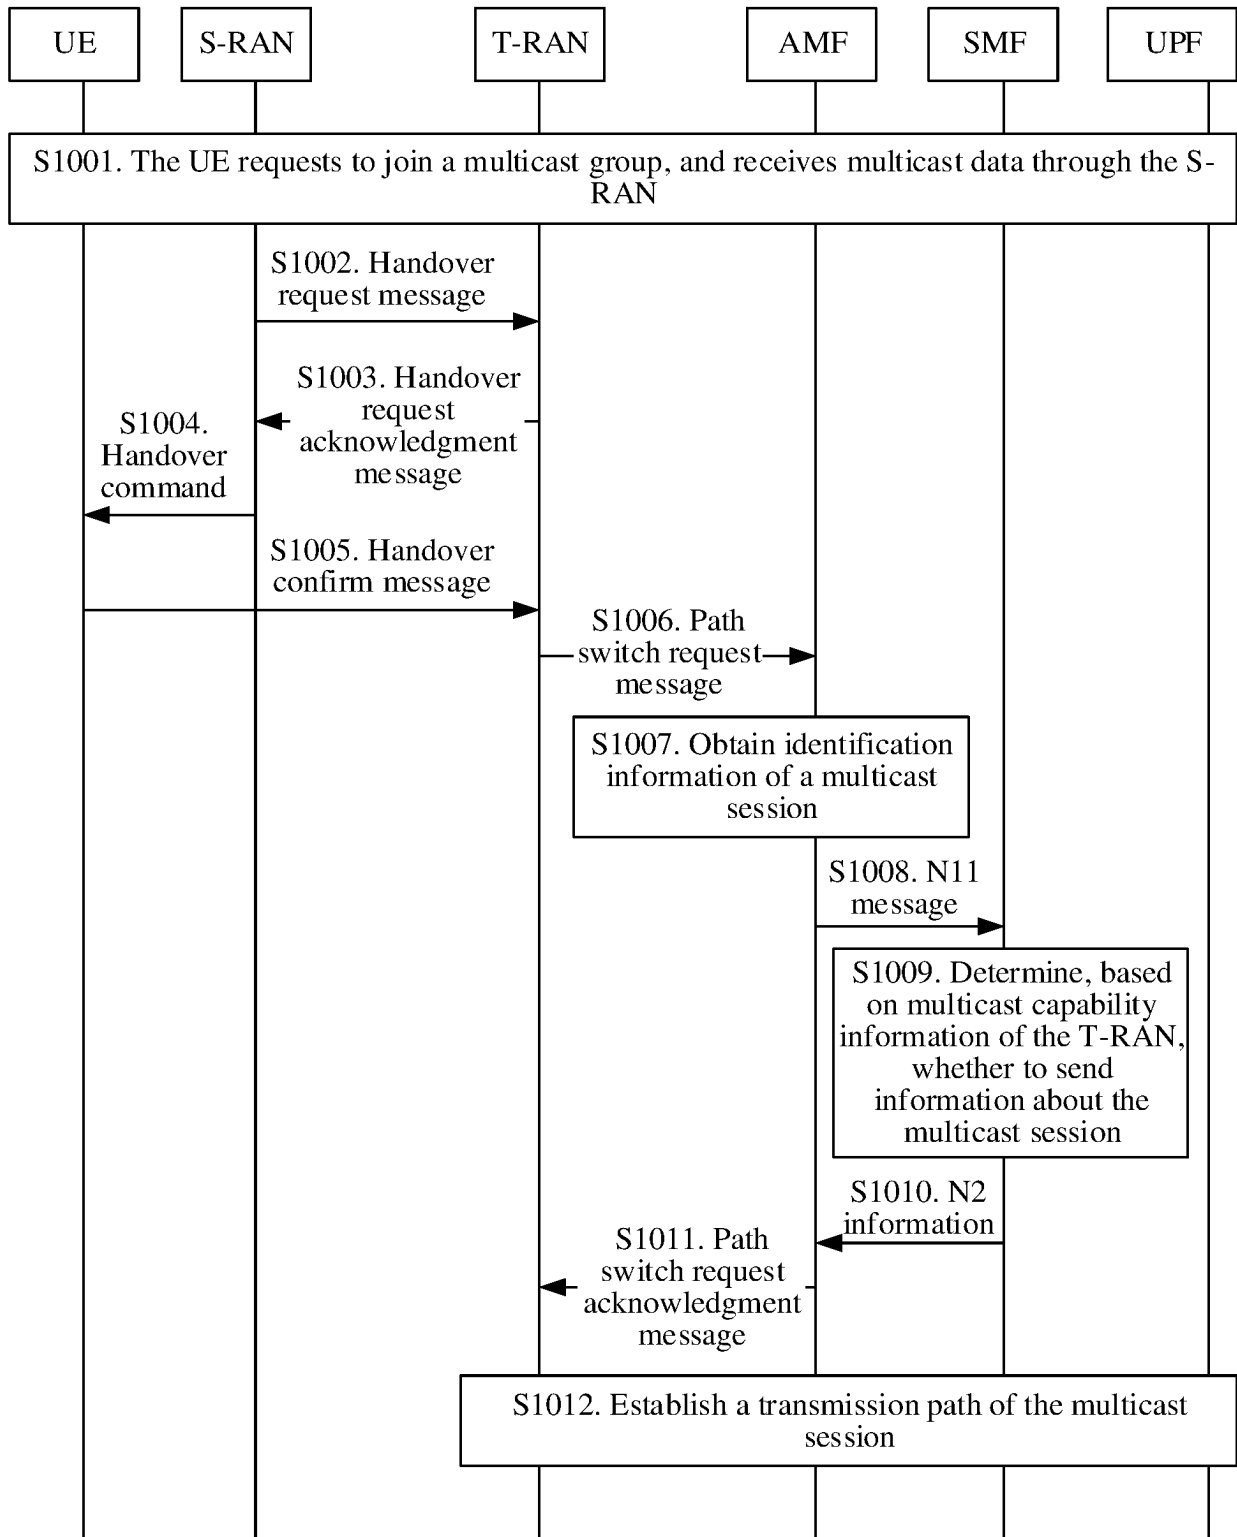 UE
S-RAN
T-RAN
AMF
SMF
UPF
S1001. The UE requests to join a multicast group, and receives multicast data through the S-
RAN
S1002. Handover
request message
S1003. Handover
request
acknowledgment
message
S1004.
Handover
command
S1005. Handover
confirm message
S1006. Path
switch request
message
S1007. Obtain identification
information of a multicast
session
S1008. N11
message
S1009. Determine, based
on multicast capability
information of the T-RAN,
whether to send
information about the
multicast session
S1010. N2
information
S1011. Path
switch request
acknowledgment
message
S1012. Establish a transmission path of the multicast
session